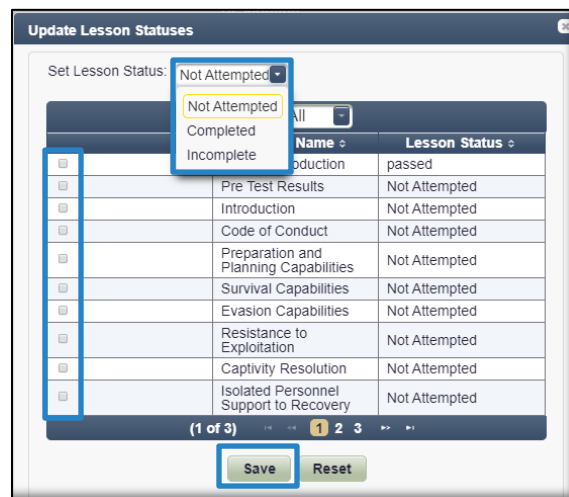 Update Lesson Statuses
Set Lesson Status: Not Attempted
Not Attempted
Completed
Incomplete
All
Name Lesson Status
oduction passed
Pre Test Results Not Attempted
Introduction Not Attempted
Code of Conduct Not Attempted
Preparation and
Planning Capabilities Not Attempted
Survival Capabilities Not Attempted
Evasion Capabilities Not Attempted
Resistance to
Exploitation Not Attempted
Captivity Resolution Not Attempted
Isolated Personnel
Support to Recovery Not Attempted
(1 of 3) 1 2 3
Save Reset